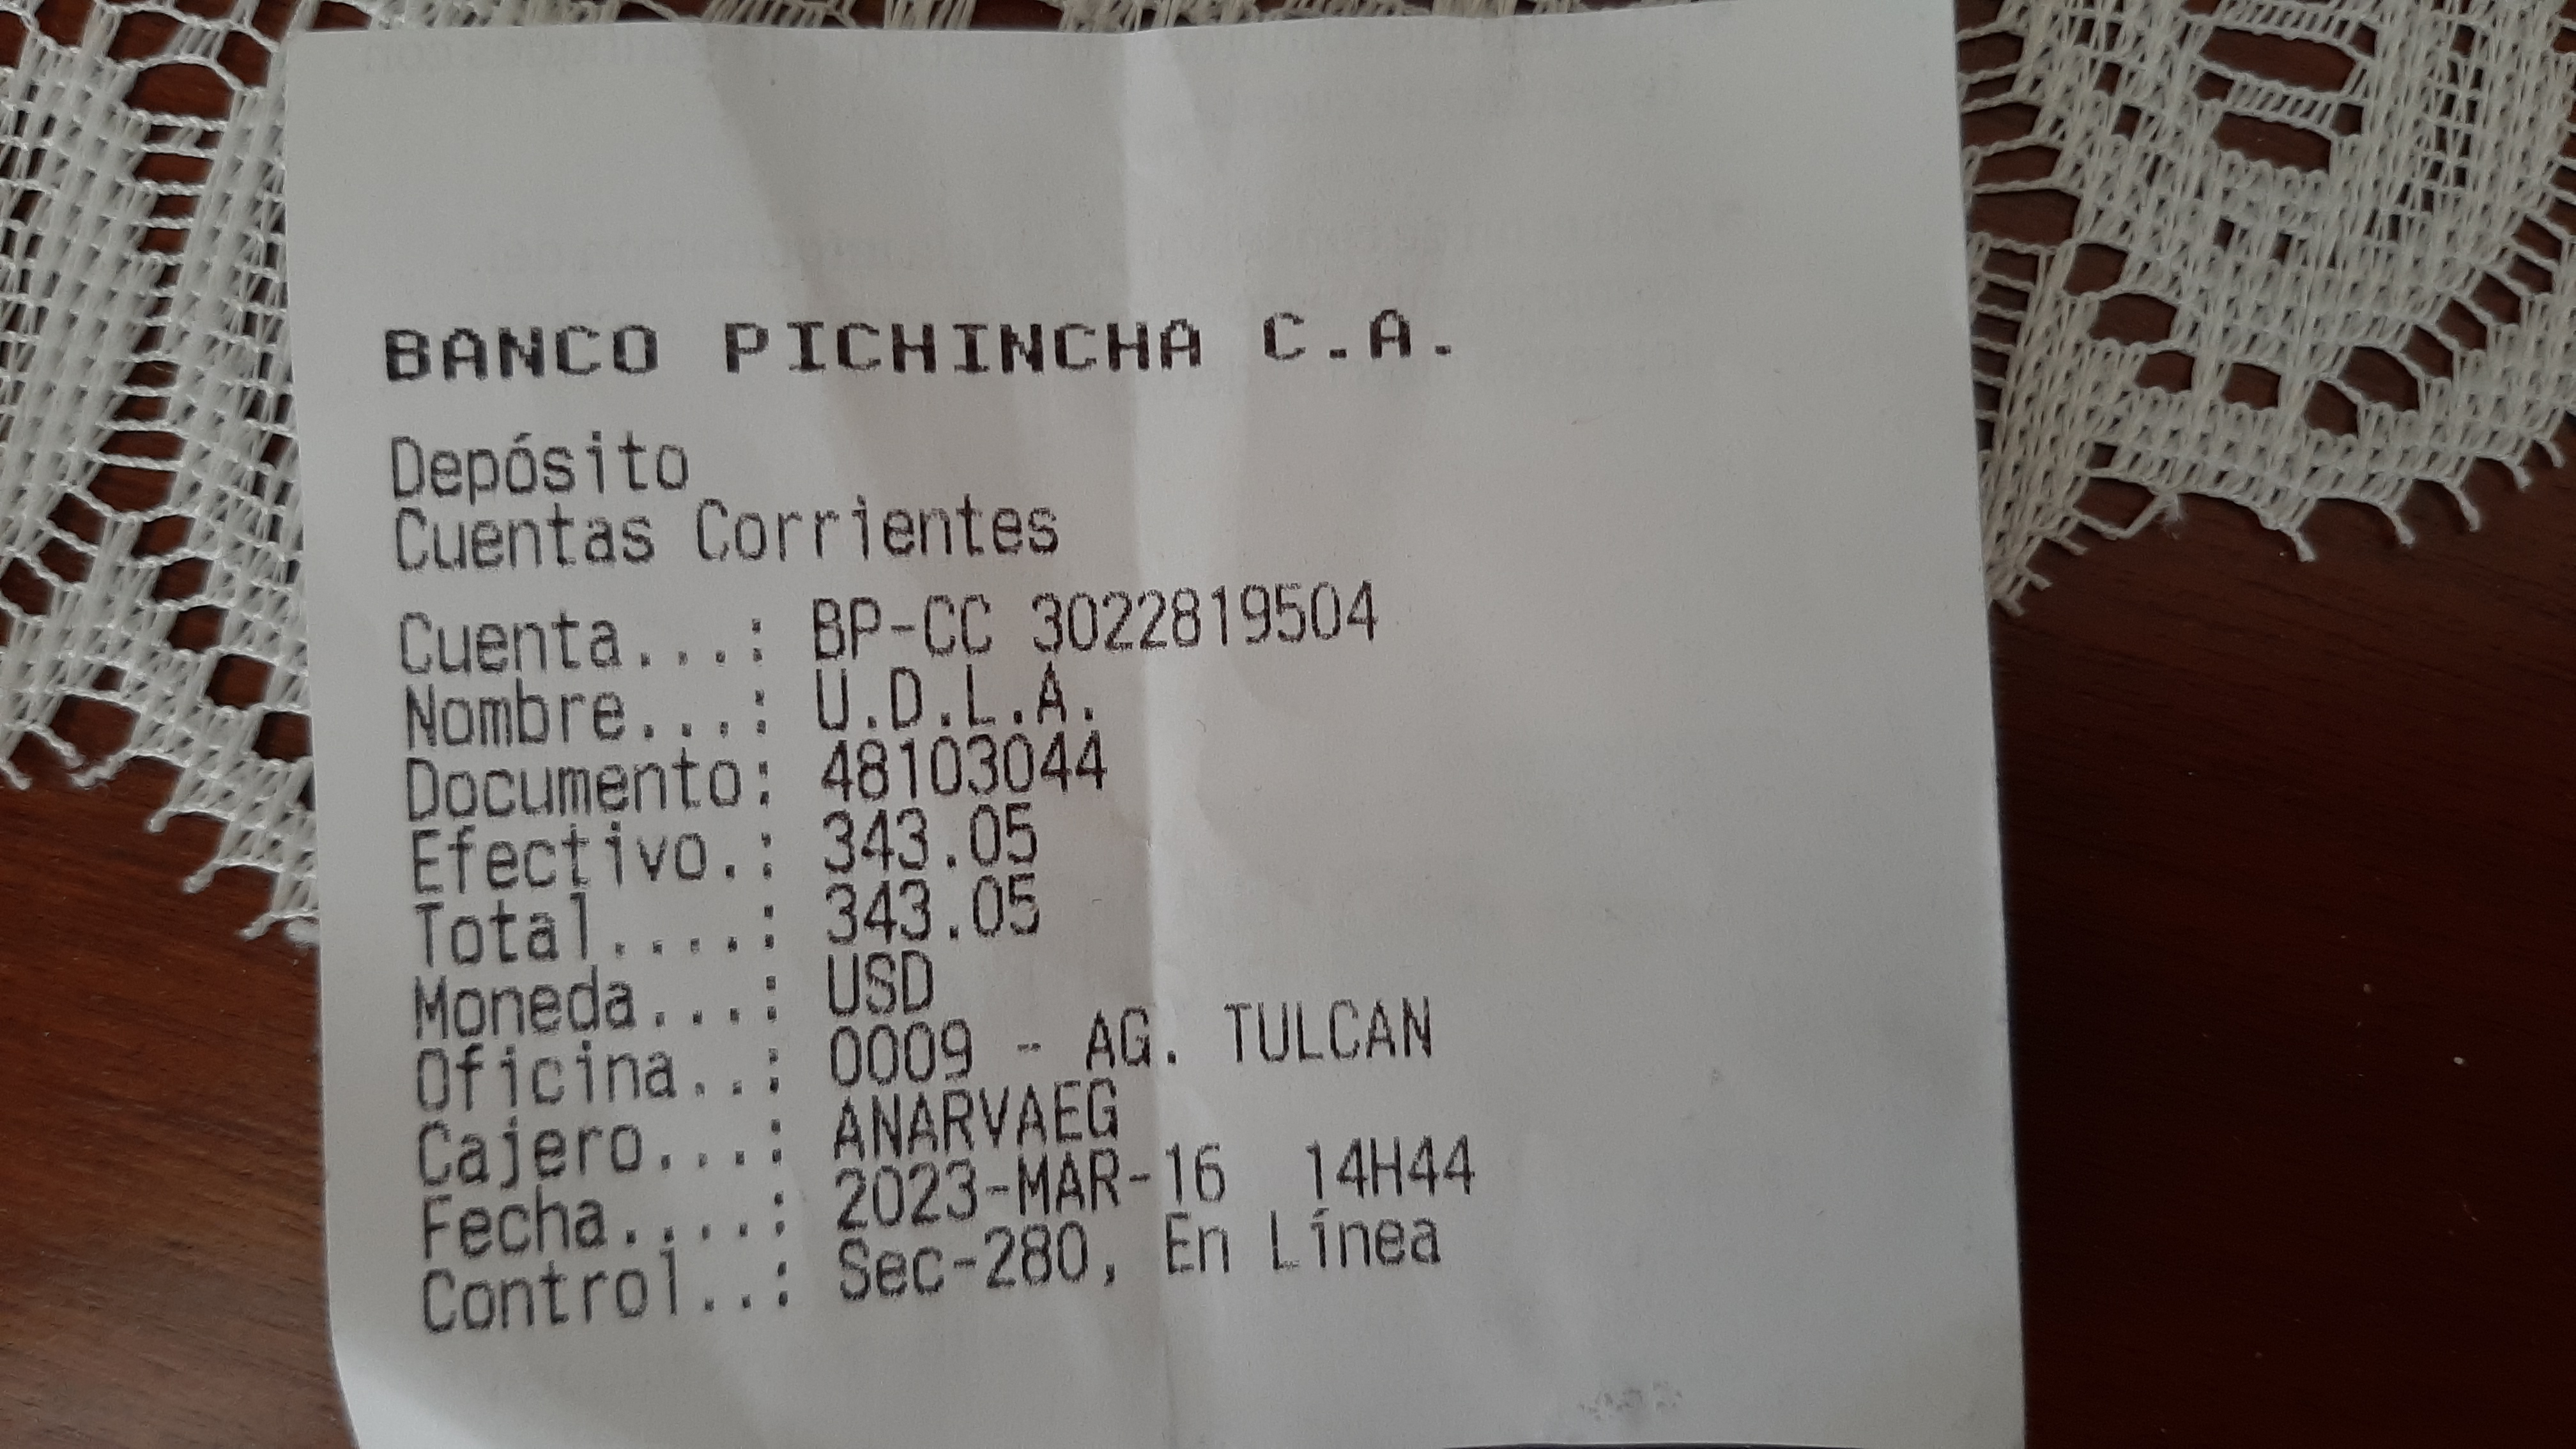 BANCO PICHINCHA C.A.
Depósito
Cuentas Corrientes
Cuenta...: BP-CC 3022819504
Nombre...: U.D.L.A.
Documento: 48103044
Efectivo.: 343.05
Total....: 343.05
Moneda...: USD
Oficina..: 0009 - AG. TULCAN
Cajero...: ANARVAEG
Fecha....: 2023-MAR-16 14H44
Control..: Sec-280, En Línea